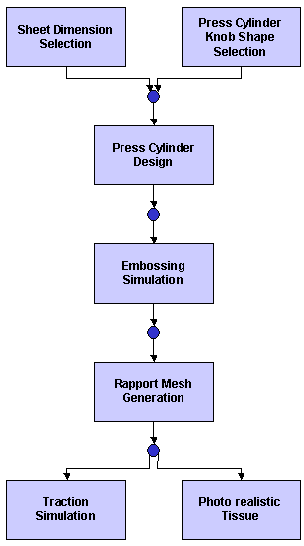 Sheet Dimension
Selection
Press Cylinder
Knob Shape
Selection
Press Cylinder
Design
Embossing
Simulation
Rapport Mesh
Generation
Traction
Simulation
Photo realistic
Tissue